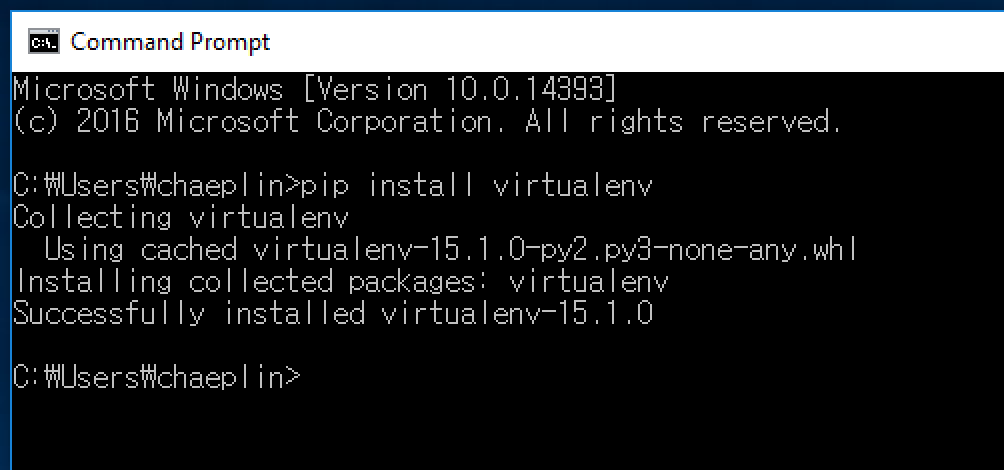 Command Prompt
Microsoft Windows [Version 10.0.14393]
(c) 2016 Microsoft Corporation. All rights reserved.
C:₩Users₩chaeplin>pip install virtualenv
Collecting virtualenv
  Using cached virtualenv-15.1.0-py2.py3-none-any.whl
Installing collected packages: virtualenv
Successfully installed virtualenv-15.1.0
C:₩Users₩chaeplin>